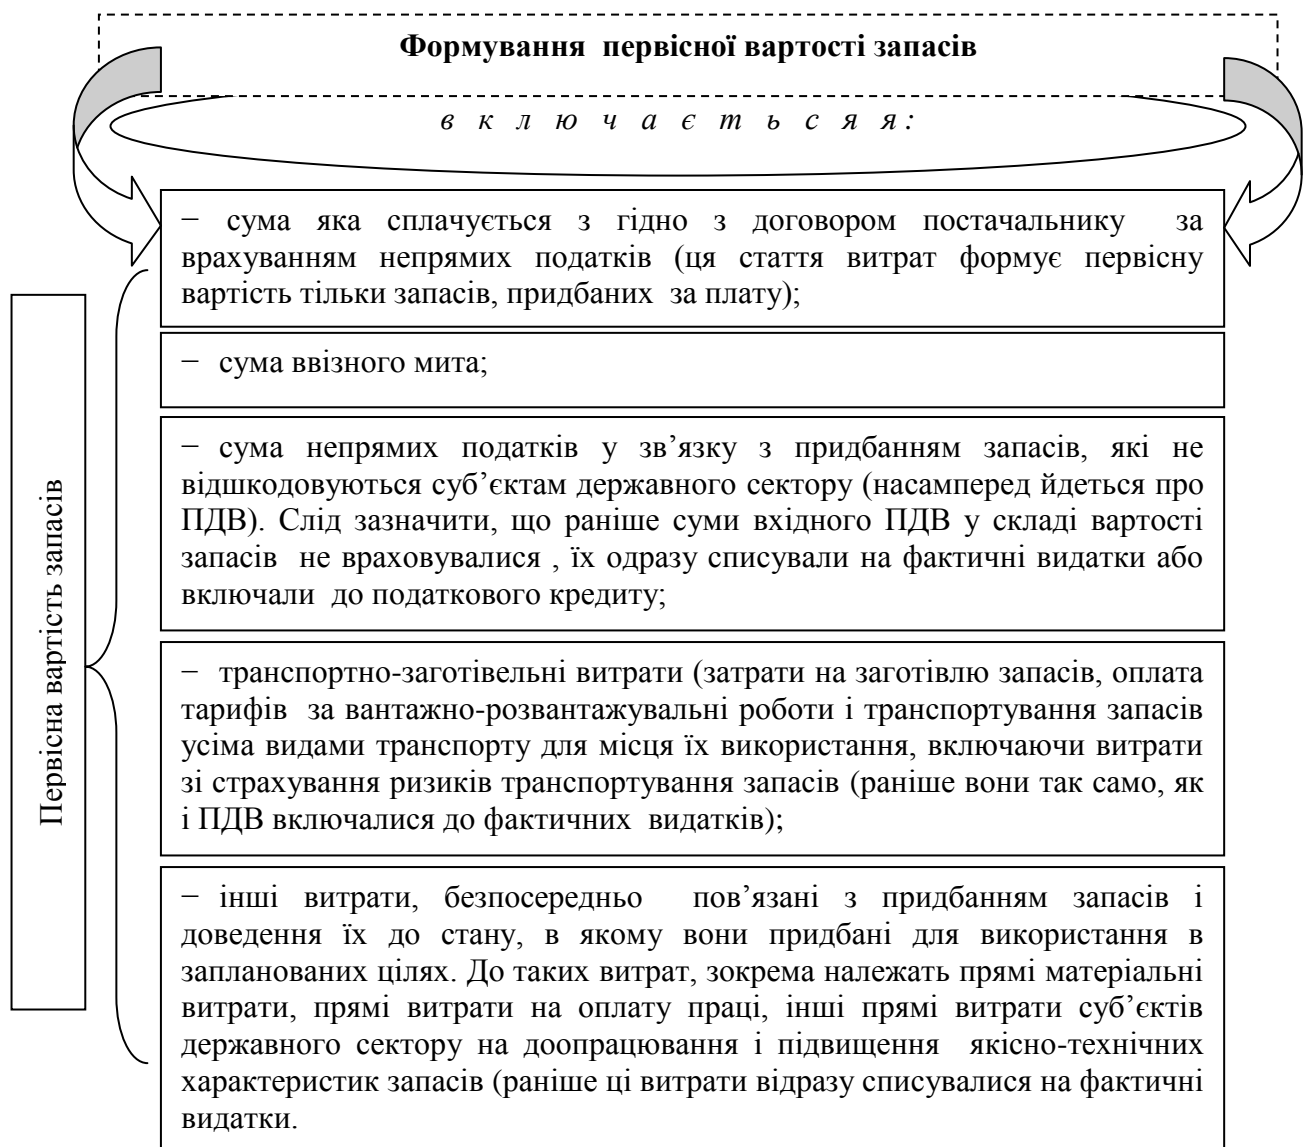 Формування первісної вартості запасів
в к л ю ч а є т ь с я я :
− сума яка сплачується з гідно з договором постачальнику за
врахуванням непрямих податків (ця стаття витрат формує первісну
вартість тільки запасів, придбаних за плату);
− сума ввізного мита;
− сума непрямих податків у зв’язку з придбанням запасів, які не
відшкодовуються суб’єктам державного сектору (насамперед йдеться про
ПДВ). Слід зазначити, що раніше суми вхідного ПДВ у складі вартості
запасів не враховувалися , їх одразу списували на фактичні видатки або
включали до податкового кредиту;
− транспортно-заготівельні витрати (затрати на заготівлю запасів, оплата
тарифів за вантажно-розвантажувальні роботи і транспортування запасів
усіма видами транспорту для місця їх використання, включаючи витрати
зі страхування ризиків транспортування запасів (раніше вони так само, як
і ПДВ включалися до фактичних видатків);
− інші витрати, безпосередньо пов’язані з придбанням запасів і
доведення їх до стану, в якому вони придбані для використання в
запланованих цілях. До таких витрат, зокрема належать прямі матеріальні
витрати, прямі витрати на оплату праці, інші прямі витрати суб’єктів
державного сектору на доопрацювання і підвищення якісно-технічних
характеристик запасів (раніше ці витрати відразу списувалися на фактичні
видатки.
Первісна вартість запасів